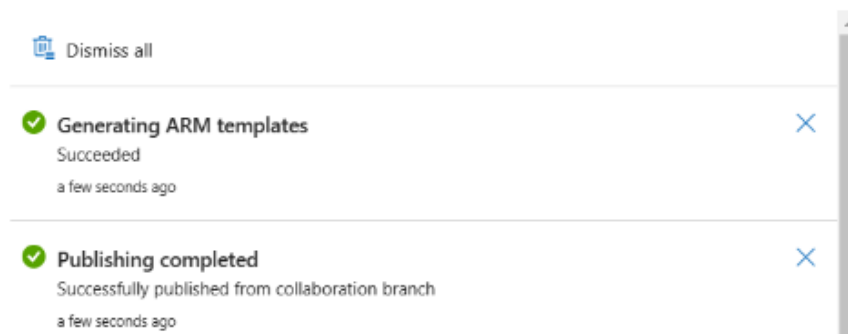 Dismiss all
Generating ARM templates
Succeeded
a few seconds ago
Publishing completed
Successfully published from collaboration branch
a few seconds ago